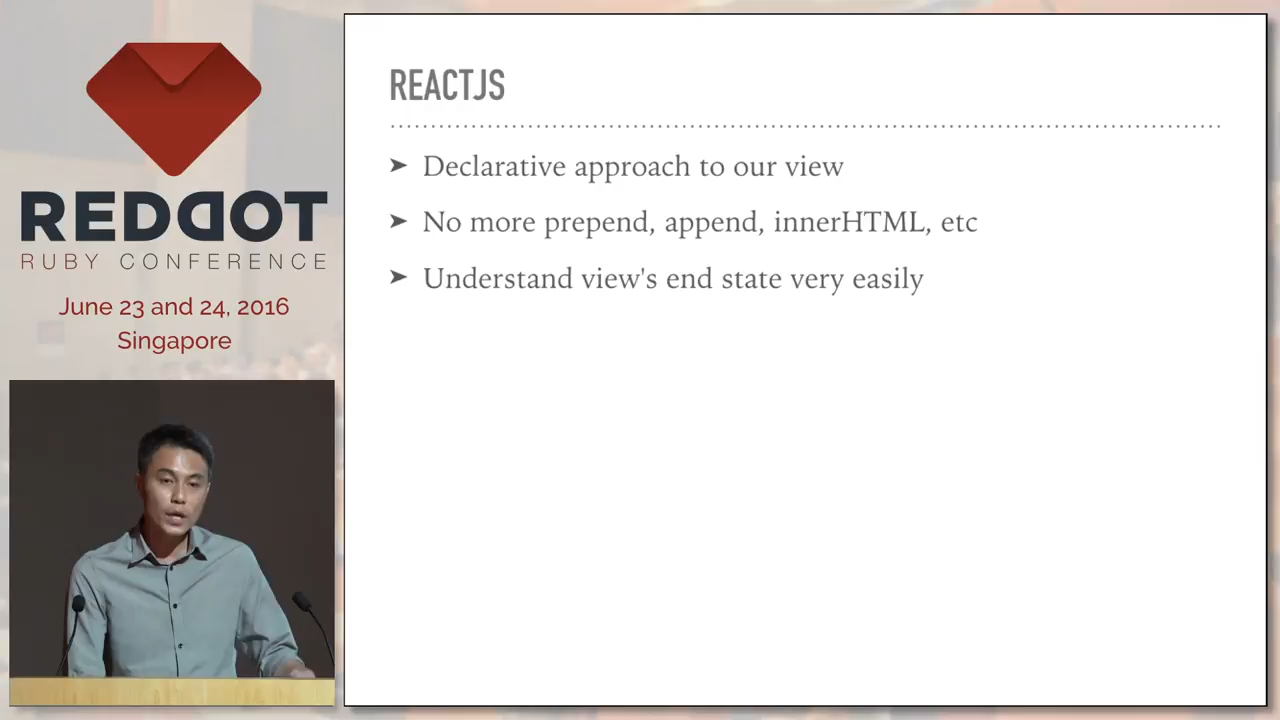 REDDOT
RUBY CONFERENCE
June 23 and 24, 2016
Singapore
REACTJS
➤ Declarative approach to our view
➤ No more prepend, append, innerHTML, etc
➤ Understand view's end state very easily